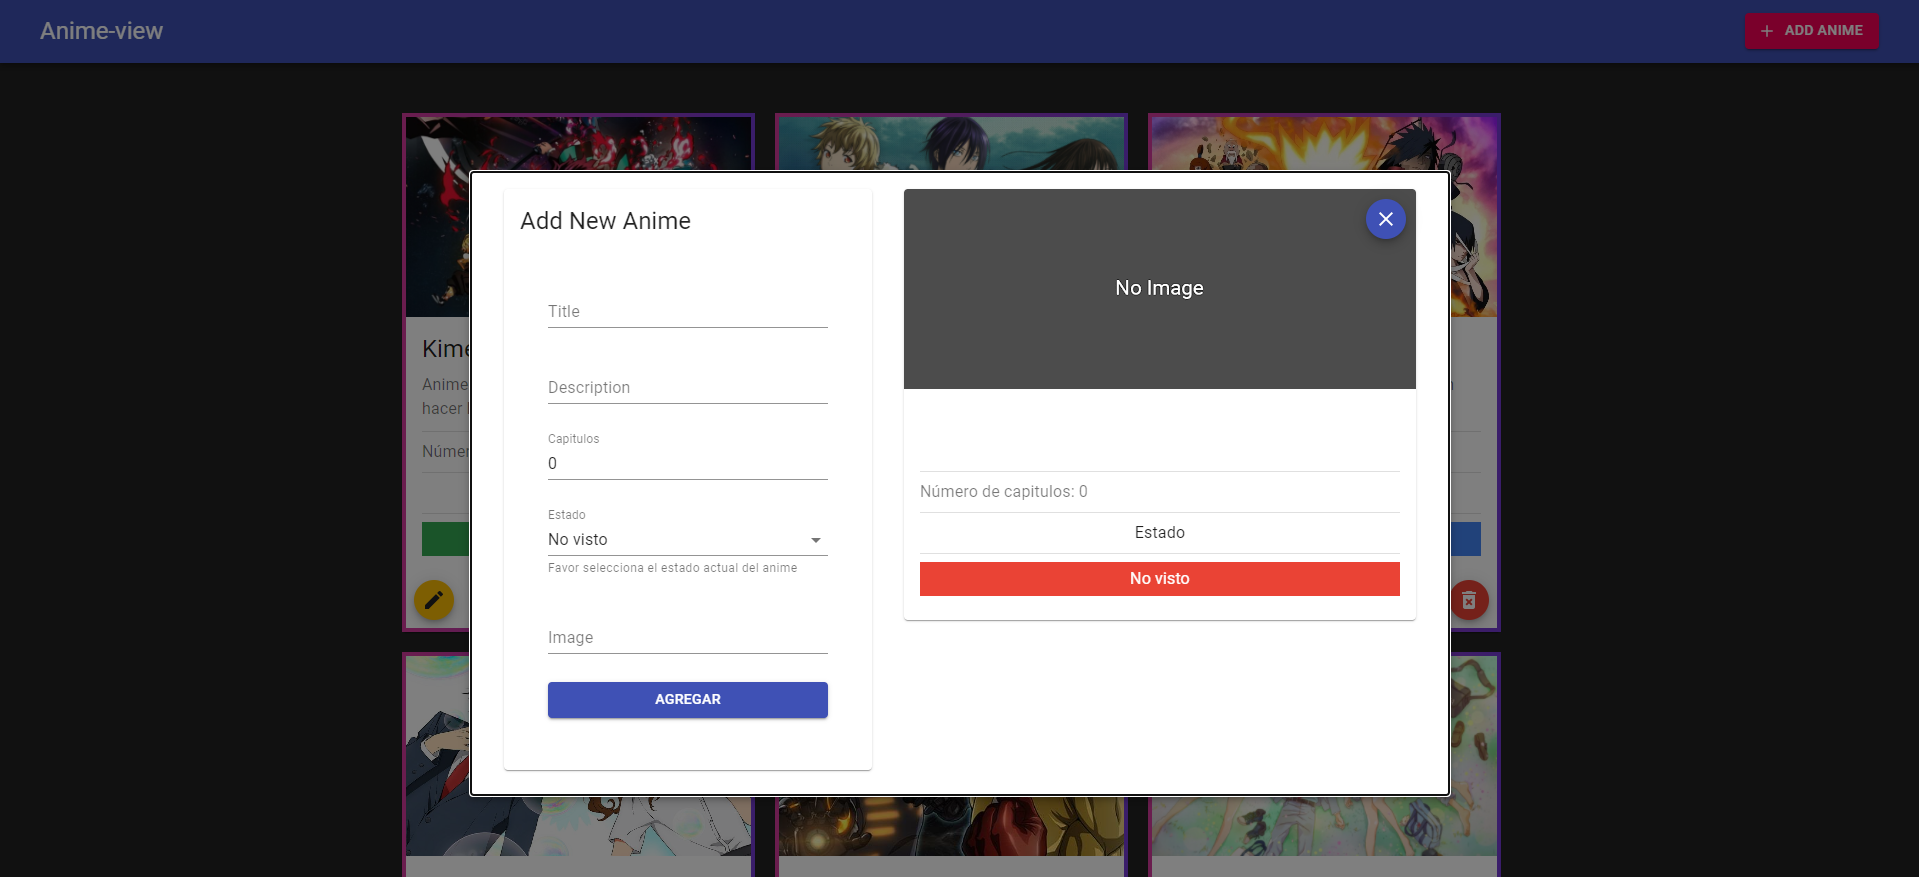 Anime-view
ADD ANIME
Add New Anime
No Image
Title
Kime
Anime
Description
hacer
Capitulos
Númer
0
Número de capitulos: 0
Estado
Estado
No visto
Favor selecciona el estado actual del anime
No visto
Image
AGREGAR